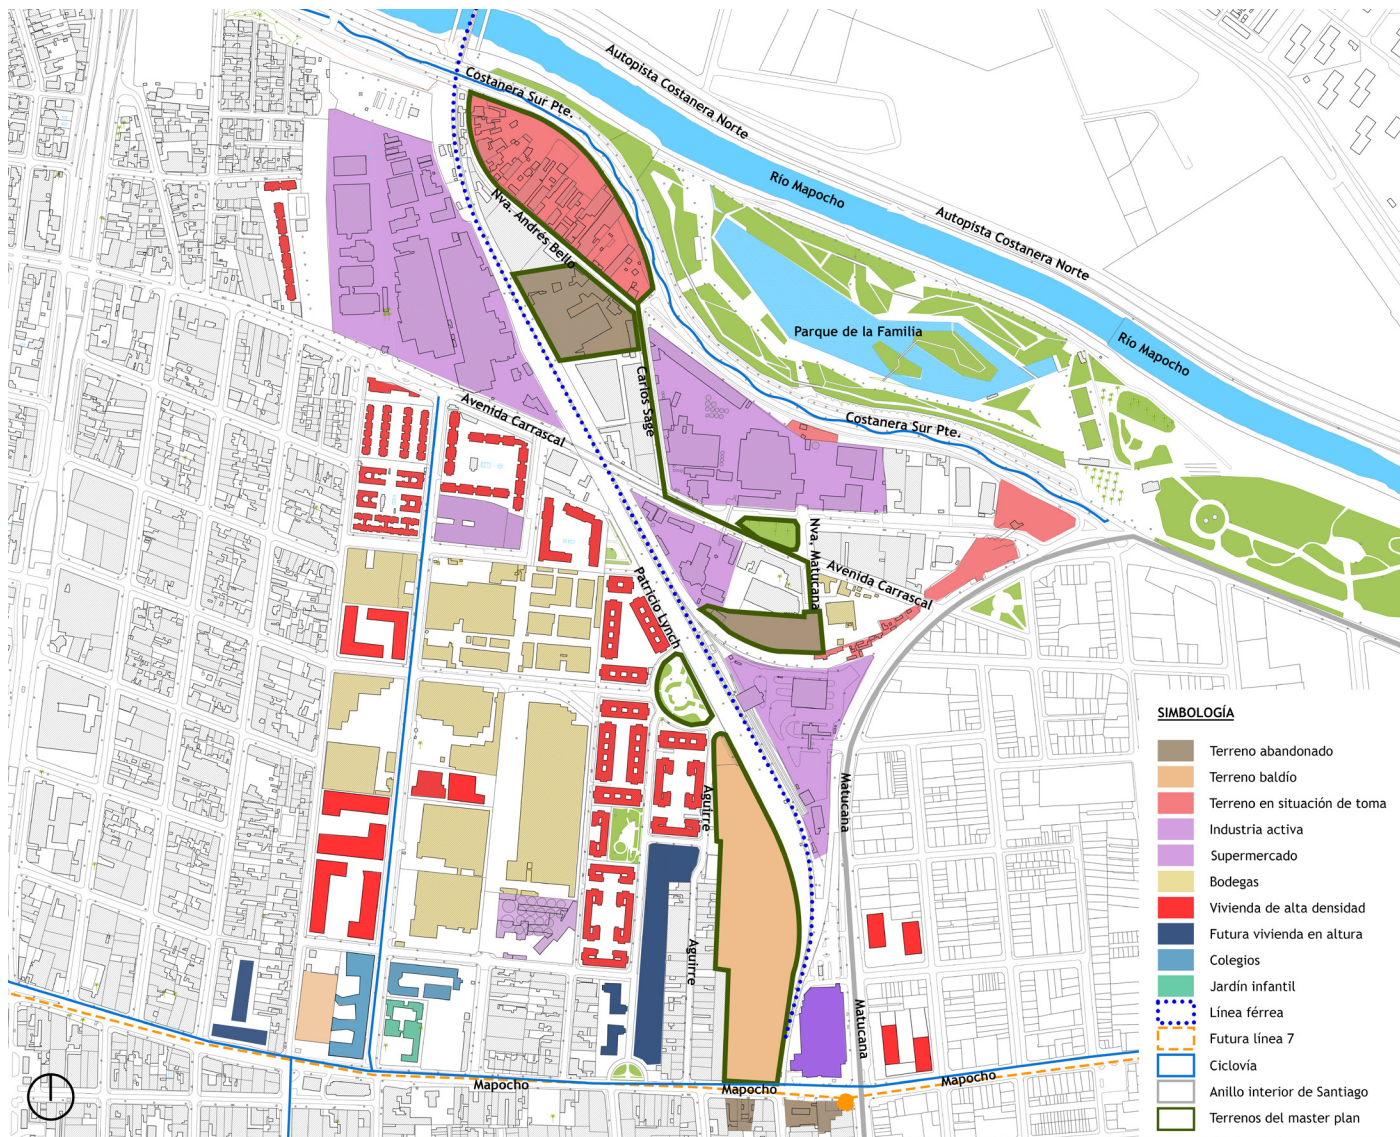 Autopista Costanera Norte
Costanera Sur Pte.
Río Mapocho
Autopista Costanera Norte
Nva. Andrés Bello
Parque de la Familia
Río Mapocho
Carlos Sage
Avenida Carrascal
Costanera Sur Pte.
Nva. Matucana
Avenida Carrascal
Patricio Lynch
Aguirre
Matucana
Aguirre
Matucana
Mapocho
Mapocho
Mapocho
SIMBOLOGÍA
Terreno abandonado
Terreno baldío
Terreno en situación de toma
Industria activa
Supermercado
Bodegas
Vivienda de alta densidad
Futura vivienda en altura
Colegios
Jardín infantil
Línea férrea
Futura línea 7
Ciclovía
Anillo interior de Santiago
Terrenos del master plan